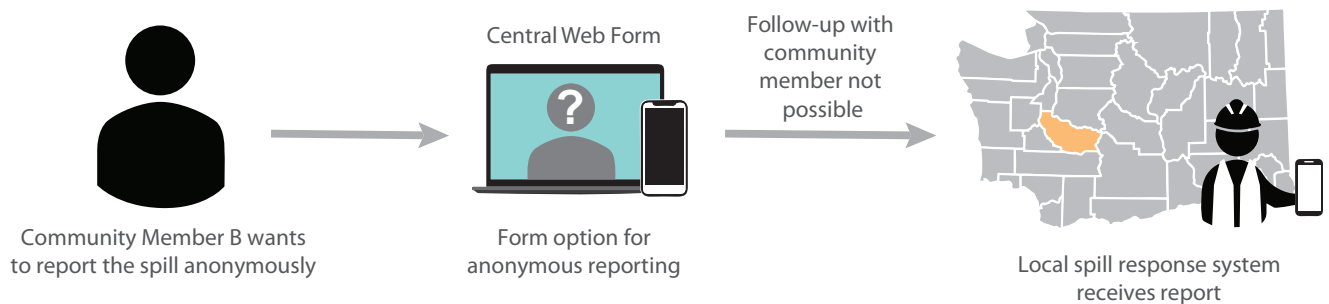 Community Member B wants
to report the spill anonymously
Central Web Form
?
Form option for
anonymous reporting
Follow-up with
community
member not
possible
Local spill response system
receives report